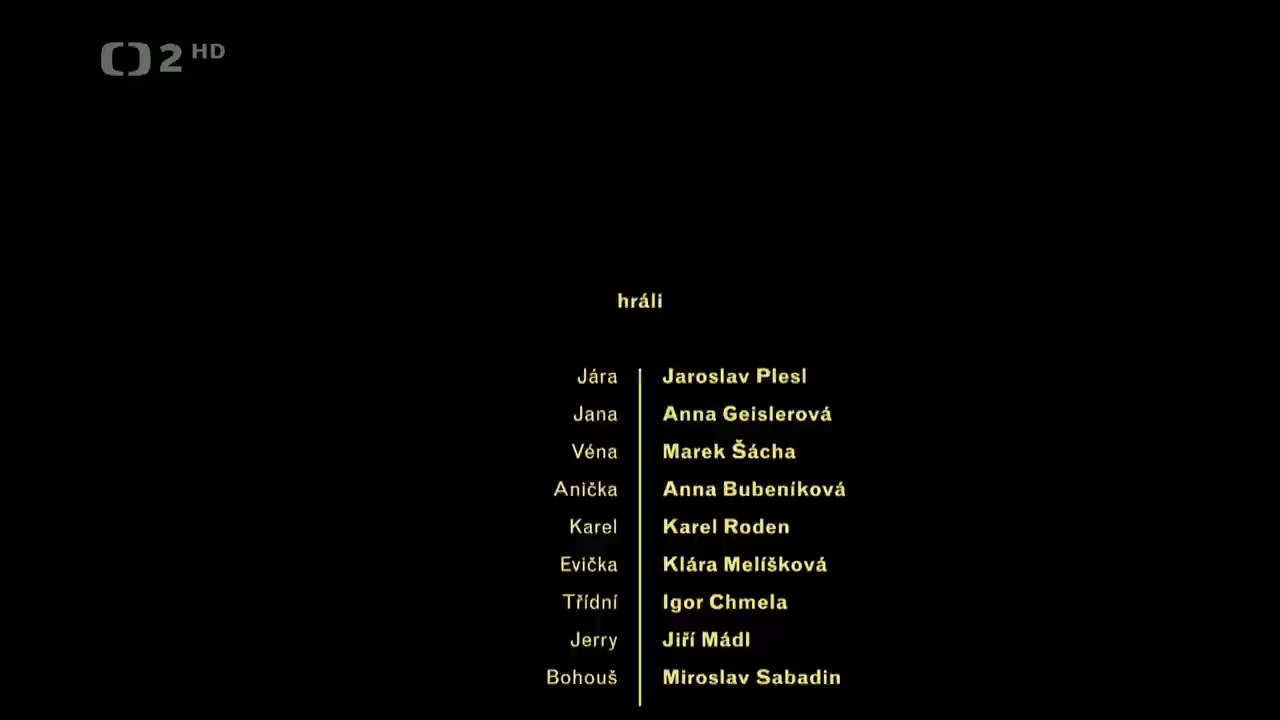 2 HD
hráli
Jára Jaroslav Plesl
Jana Anna Geislerová
Véna Marek Šácha
Anička Anna Bubeníková
Karel Karel Roden
Evička Klára Melíšková
Třídní Igor Chmela
Jerry Jiří Mádl
Bohouš Miroslav Sabadin